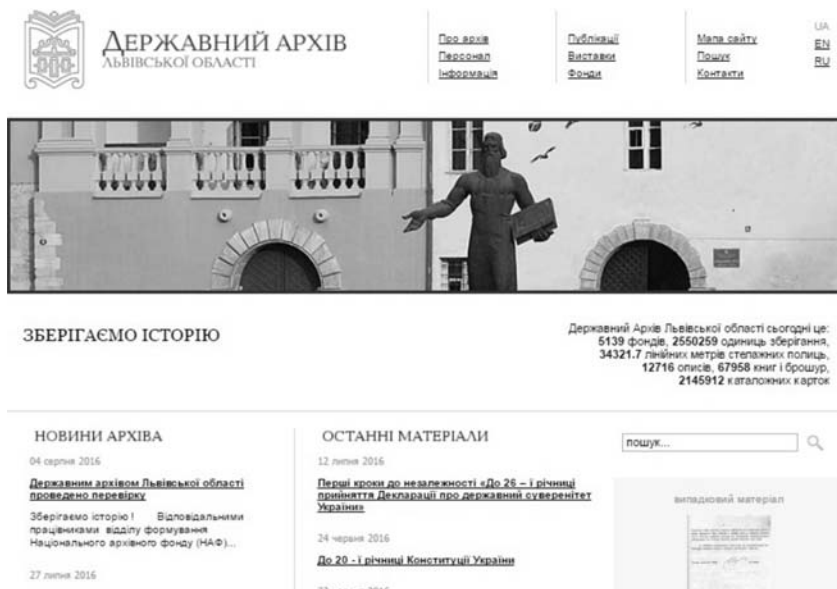 ДЕРЖАВНИЙ АРХІВ
ЛЬВІВСЬКОЇ ОБЛАСТІ
Про архів
Персонал
Інформація
Публікації
Виставки
Фонди
Мапа сайту
Пошук
Контакти
UA
EN
RU
ЗБЕРІГАЄМО ІСТОРІЮ
Державний Архів Львівської області сьогодні це:
5139 фондів, 2550259 одиниць зберігання,
34321.7 лінійних метрів стелажних полиць,
12716 описів, 67958 книг і брошур,
2145912 каталожних карток
НОВИНИ АРХІВА
04 серпня 2016
Державним архівом Львівської області
проведено перевірку
Зберігаємо історію ! Відповідальними
працівниками відділу формування
Національного архівного фонду (НАФ)...
27 липня 2016
ОСТАННІ МАТЕРІАЛИ
12 липня 2016
Перші кроки до незалежності «До 26 – ї річниці
прийняття Декларації про державний суверенітет
України»
24 червня 2016
До 20 - ї річниці Конституції України
пошук...
випадковий матеріал